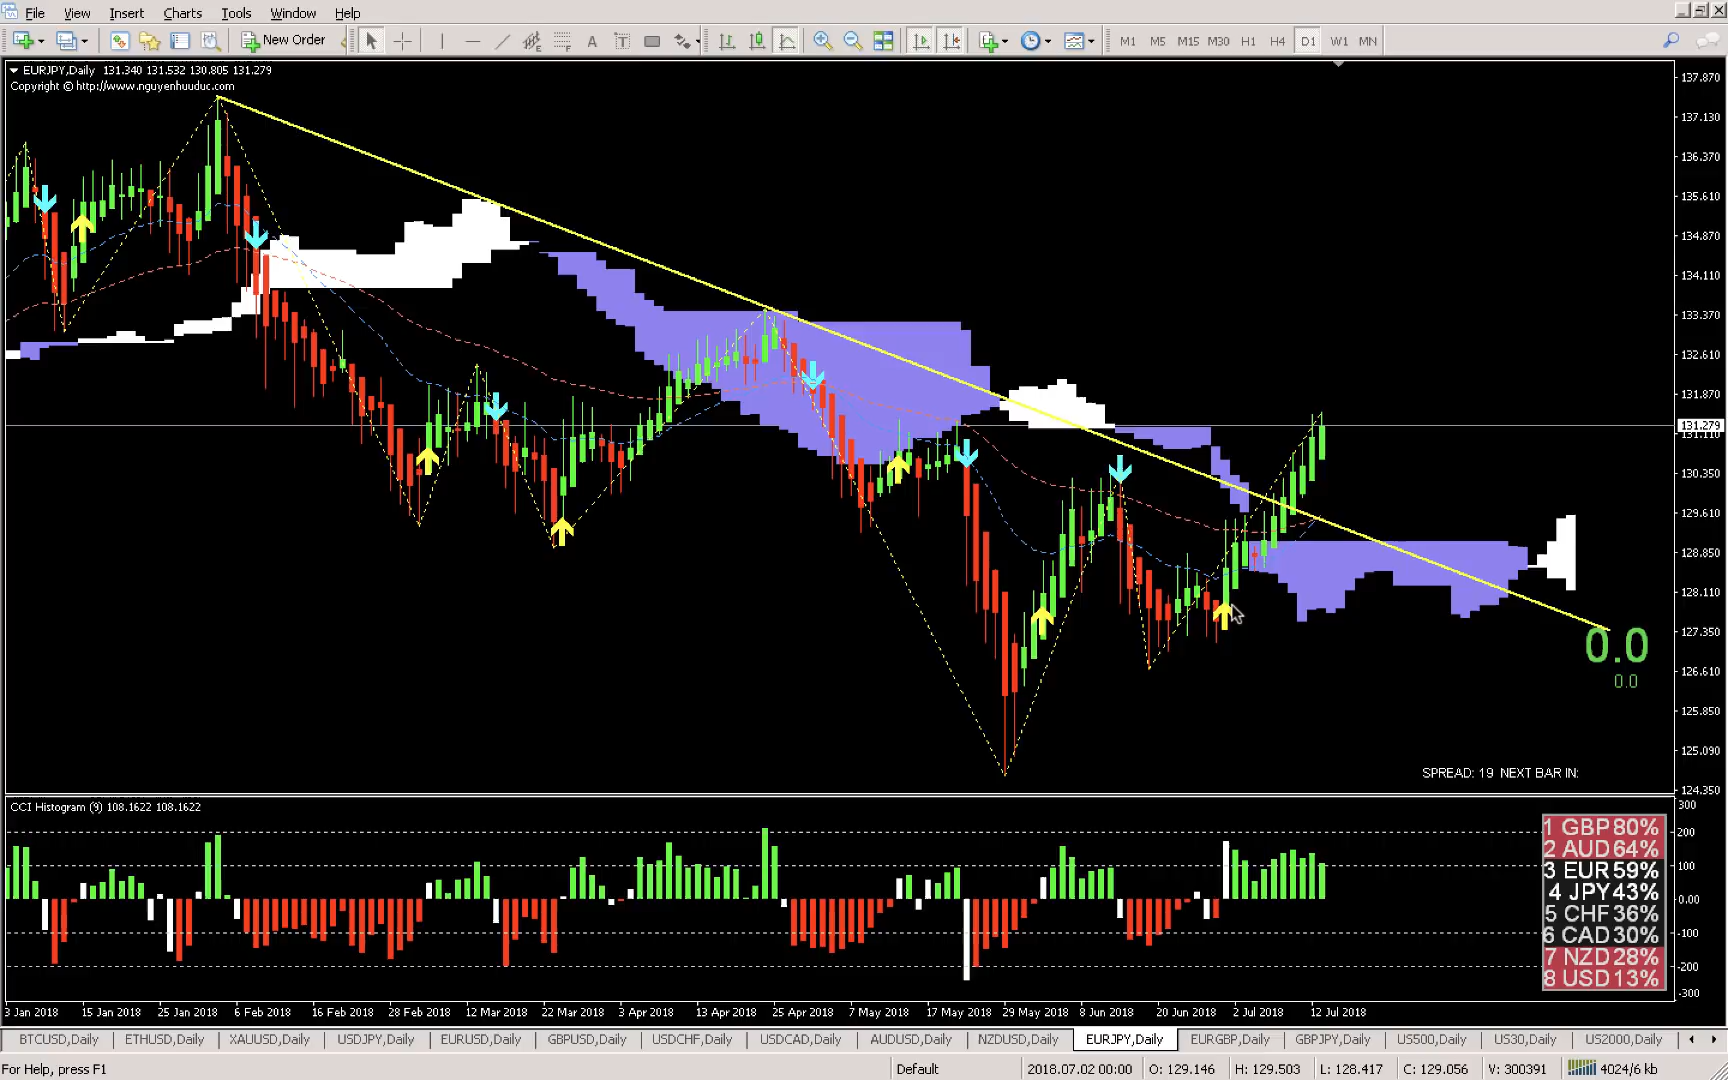 File View Insert Charts Tools Window Help
New Order A T M1 M5 M15 M30 H1 H4 D1 W1 MN
EURJPY,Daily 131.340 131.532 130.805 131.279
Copyright © http://www.nguyenhuuduc.com
137.870
137.130
136.370
135.610
134.870
134.110
133.370
132.610
131.870
131.279
131.110
130.350
129.610
128.850
128.110
127.350
126.610
125.850
125.090
124.350
0.0
0.0
SPREAD: 19 NEXT BAR IN:
CCI Histogram (9) 108.1622 108.1622
300
200
100
0.00
-100
-200
-300
1 GBP 80%
2 AUD 64%
3 EUR 59%
4 JPY 43%
5 CHF 36%
6 CAD 30%
7 NZD 28%
8 USD 13%
3 Jan 2018 15 Jan 2018 25 Jan 2018 6 Feb 2018 16 Feb 2018 28 Feb 2018 12 Mar 2018 22 Mar 2018 3 Apr 2018 13 Apr 2018 25 Apr 2018 7 May 2018 17 May 2018 29 May 2018 8 Jun 2018 20 Jun 2018 2 Jul 2018 12 Jul 2018
BTCUSD,Daily ETHUSD,Daily XAUUSD,Daily USDJPY,Daily EURUSD,Daily GBPUSD,Daily USDCHF,Daily USDCAD,Daily AUDUSD,Daily NZDUSD,Daily EURJPY,Daily EURGBP,Daily GBPJPY,Daily US500,Daily US30,Daily US2000,Daily
For Help, press F1 Default 2018.07.02 00:00 O: 129.146 H: 129.503 L: 128.417 C: 129.056 V: 300391 4024/6 kb